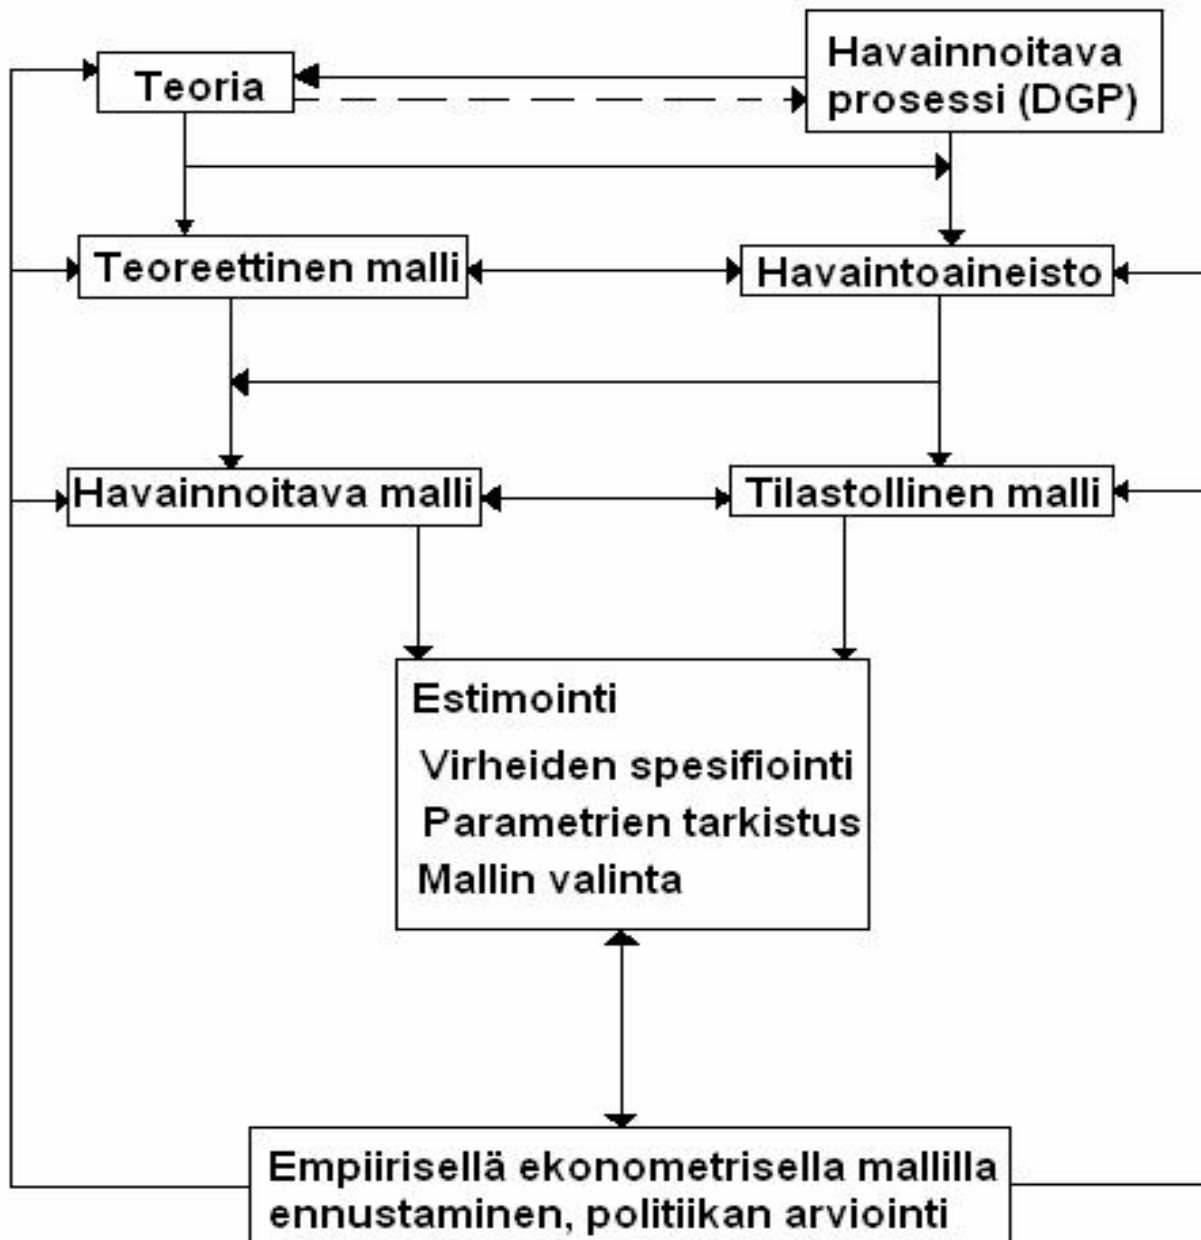 Teoria
Havainnoitava
prosessi (DGP)
Teoreettinen malli
Havaintoaineisto
Havainnoitava malli
Tilastollinen malli
Estimointi
Virheiden spesifiointi
Parametrien tarkistus
Mallin valinta
Empiirisellä ekonometrisella mallilla
ennustaminen, politiikan arviointi